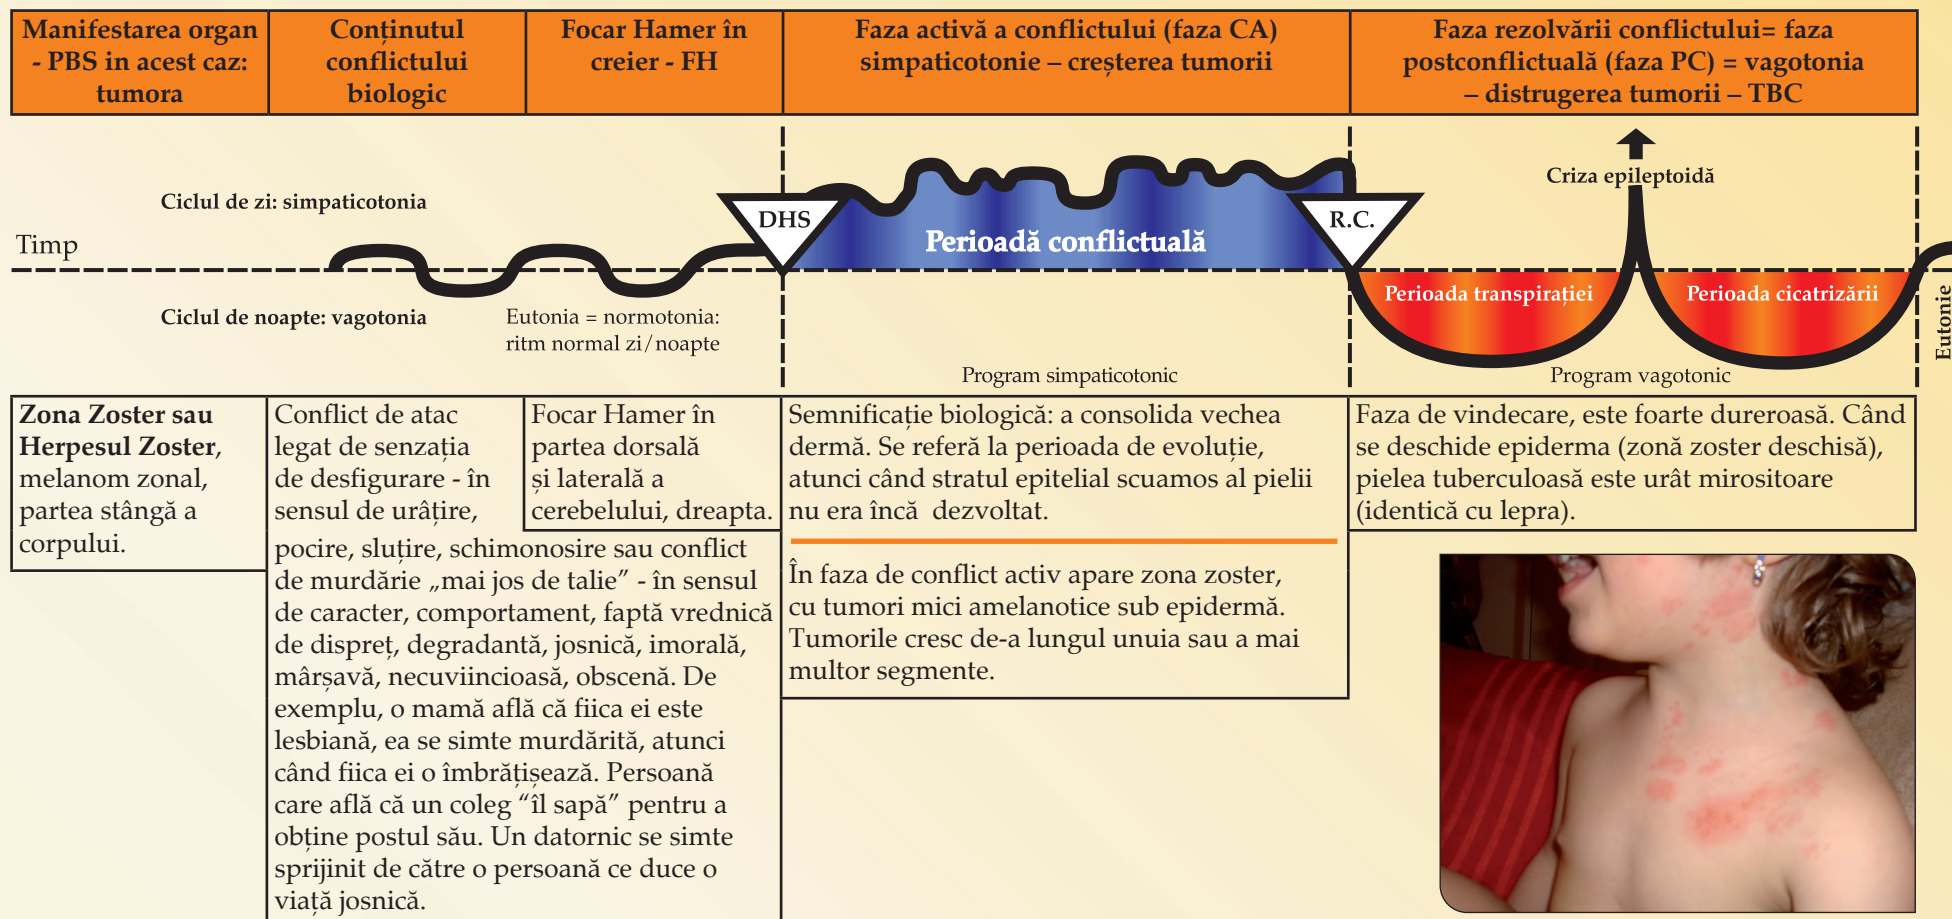 Manifestarea organ
- PBS in acest caz:
tumora
Conținutul
conflictului
biologic
Focar Hamer în
creier - FH
Faza activă a conflictului (faza CA)
simpaticotonie – creșterea tumorii
Faza rezolvării conflictului= faza
postconflictuală (faza PC) = vagotonia
– distrugerea tumorii – TBC
Criza epileptoidă
Ciclul de zi: simpaticotonia
DHS
R.C.
Timp
Perioadă conflictuală
Perioada transpirației
Perioada cicatrizării
Ciclul de noapte: vagotonia
Eutonia = normotonia:
ritm normal zi/noapte
Eutonie
Program simpaticotonic
Program vagotonic
Zona Zoster sau
Herpesul Zoster,
melanom zonal,
partea stângă a
corpului.
Conflict de atac
legat de senzația
de desfigurare - în
sensul de urâțire,
pocire, sluțire, schimonosire sau conflict
de murdărie „mai jos de talie” - în sensul
de caracter, comportament, faptă vrednică
de dispreț, degradantă, josnică, imorală,
mârșavă, necuviincioasă, obscenă. De
exemplu, o mamă află că fiica ei este
lesbiană, ea se simte murdărită, atunci
când fiica ei o îmbrățișează. Persoană
care află că un coleg “îl sapă” pentru a
obține postul său. Un datornic se simte
sprijinit de către o persoană ce duce o
viață josnică.
Focar Hamer în
partea dorsală
și laterală a
cerebelului, dreapta.
Semnificație biologică: a consolida vechea
dermă. Se referă la perioada de evoluție,
atunci când stratul epitelial scuamos al pielii
nu era încă dezvoltat.
În faza de conflict activ apare zona zoster,
cu tumori mici amelanotice sub epidermă.
Tumorile cresc de-a lungul unuia sau a mai
multor segmente.
Faza de vindecare, este foarte dureroasă. Când
se deschide epiderma (zonă zoster deschisă),
pielea tuberculoasă este urât mirositoare
(identică cu lepra).